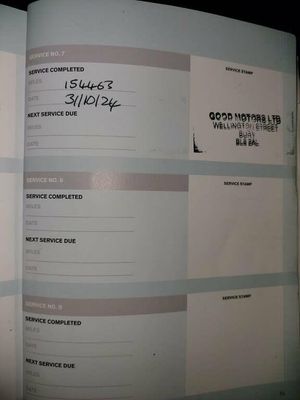 SERVICE NO. 7
SERVICE COMPLETED
MILES 154463
DATE 31/10/24
NEXT SERVICE DUE
MILES
DATE
SERVICE STAMP
GOOD MOTORS LTD
WELLINGTON STREET
BURY
BL8 2AL
SERVICE NO. 8
SERVICE COMPLETED
MILES
DATE
NEXT SERVICE DUE
MILES
DATE
SERVICE STAMP
SERVICE NO. 9
SERVICE COMPLETED
MILES
DATE
NEXT SERVICE DUE
MILES
DATE
SERVICE STAMP